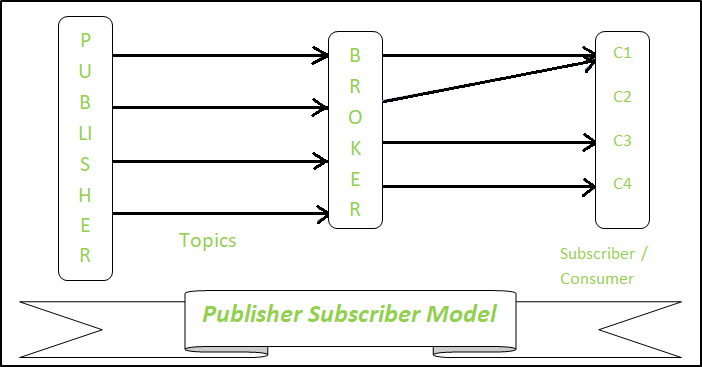 P
U
B
LI
S
H
E
R
B
R
O
K
E
R
C1
C2
C3
C4
Topics
Subscriber /
Consumer
Publisher Subscriber Model